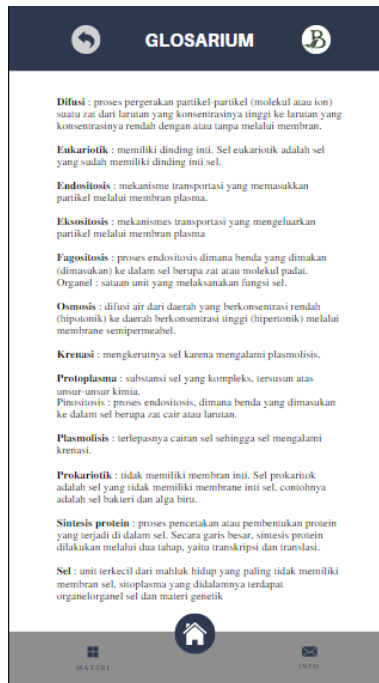 GLOSARIUM
B
Difusi : proses pergerakan partikel-partikel (molekul atau ion)
suatu zat dari larutan yang konsentrasinya tinggi ke larutan yang
konsentrasinya rendah dengan atau tanpa melalui membran.
Eukariotik : memiliki dinding inti. Sel eukariotik adalah sel
yang sudah memiliki dinding inti sel.
Endositosis : mekanisme transportasi yang memasukkan
partikel melalui membran plasma.
Eksositosis : mekanismes transportasi yang mengeluarkan
partikel melalui membran plasma
Fagositosis : proses endositosis dimana benda yang dimakan
(dimasukan) ke dalam sel berupa zat atau molekul padat.
Organel : satuan unit yang melaksanakan fungsi sel.
Osmosis : difusi air dari daerah yang berkonsentrasi rendah
(hipotonik) ke daerah berkonsentrasi tinggi (hipertonik) melalui
membrane semipermeabel.
Krenasi : mengkerutnya sel karena mengalami plasmolisis.
Protoplasma : substansi sel yang kompleks, tersusun atas
unsur-unsur kimia.
Pinositosis : proses endositosis, dimana benda yang dimasukan
ke dalam sel berupa zat cair atau larutan.
Plasmolisis : terlepasnya cairan sel sehingga sel mengalami
krenasi.
Prokariotik : tidak memiliki membran inti. Sel prokaritok
adalah sel yang tidak memiliki membrane inti sel, contohnya
adalah sel bakteri dan alga biru.
Sintesis protein : proses pencetakan atau pembentukan protein
yang terjadi di dalam sel. Secara garis besar, sintesis protein
dilakukan melalui dua tahap, yaitu transkripsi dan translasi.
Sel : unit terkecil dari mahluk hidup yang paling tidak memiliki
membran sel, sitoplasma yang didalamnya terdapat
organelorganel sel dan materi genetik
MATERI
INFO